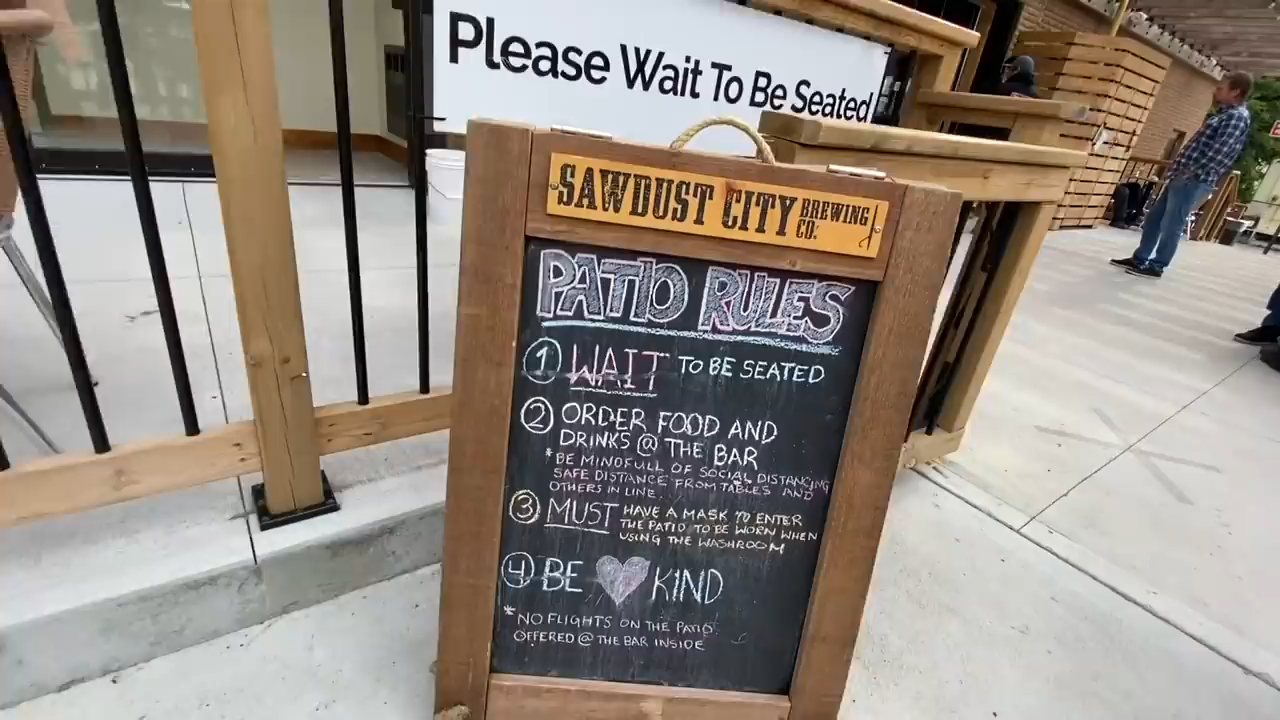 Please Wait To Be Seated
SAWDUST CITY BREWING CO.
PATIO RULES
1 WAIT TO BE SEATED
2 ORDER FOOD AND
DRINKS @ THE BAR
* BE MINDFULL OF SOCIAL DISTANCING
SAFE DISTANCE FROM TABLES AND
OTHERS IN LINE.
3 MUST HAVE A MASK TO ENTER
THE PATIO TO BE WORN WHEN
USING THE WASHROOM
4 BE ♥ KIND
* NO FLIGHTS ON THE PATIO
OFFERED @ THE BAR INSIDE